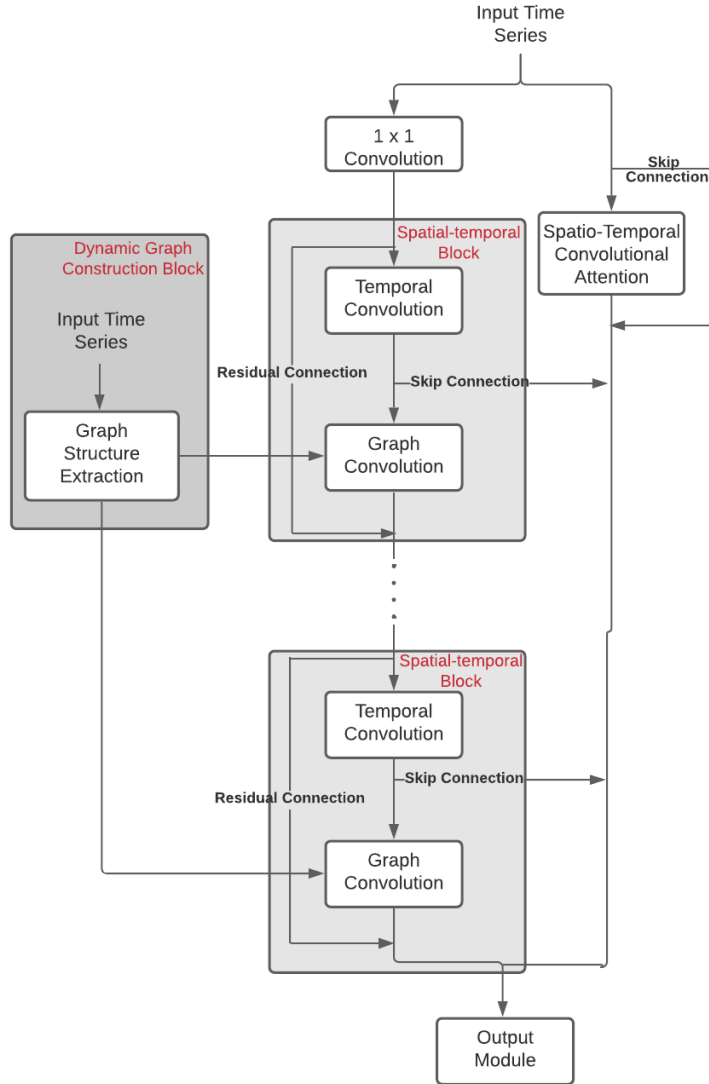 Input Time
Series
1 x 1
Convolution
Skip
Connection
Spatial-temporal
Block
Spatio-Temporal
Convolutional
Attention
Dynamic Graph
Construction Block
Temporal
Convolution
Input Time
Series
Residual Connection
Skip Connection
Graph
Structure
Extraction
Graph
Convolution
Spatial-temporal
Block
Temporal
Convolution
Skip Connection
Residual Connection
Graph
Convolution
Output
Module